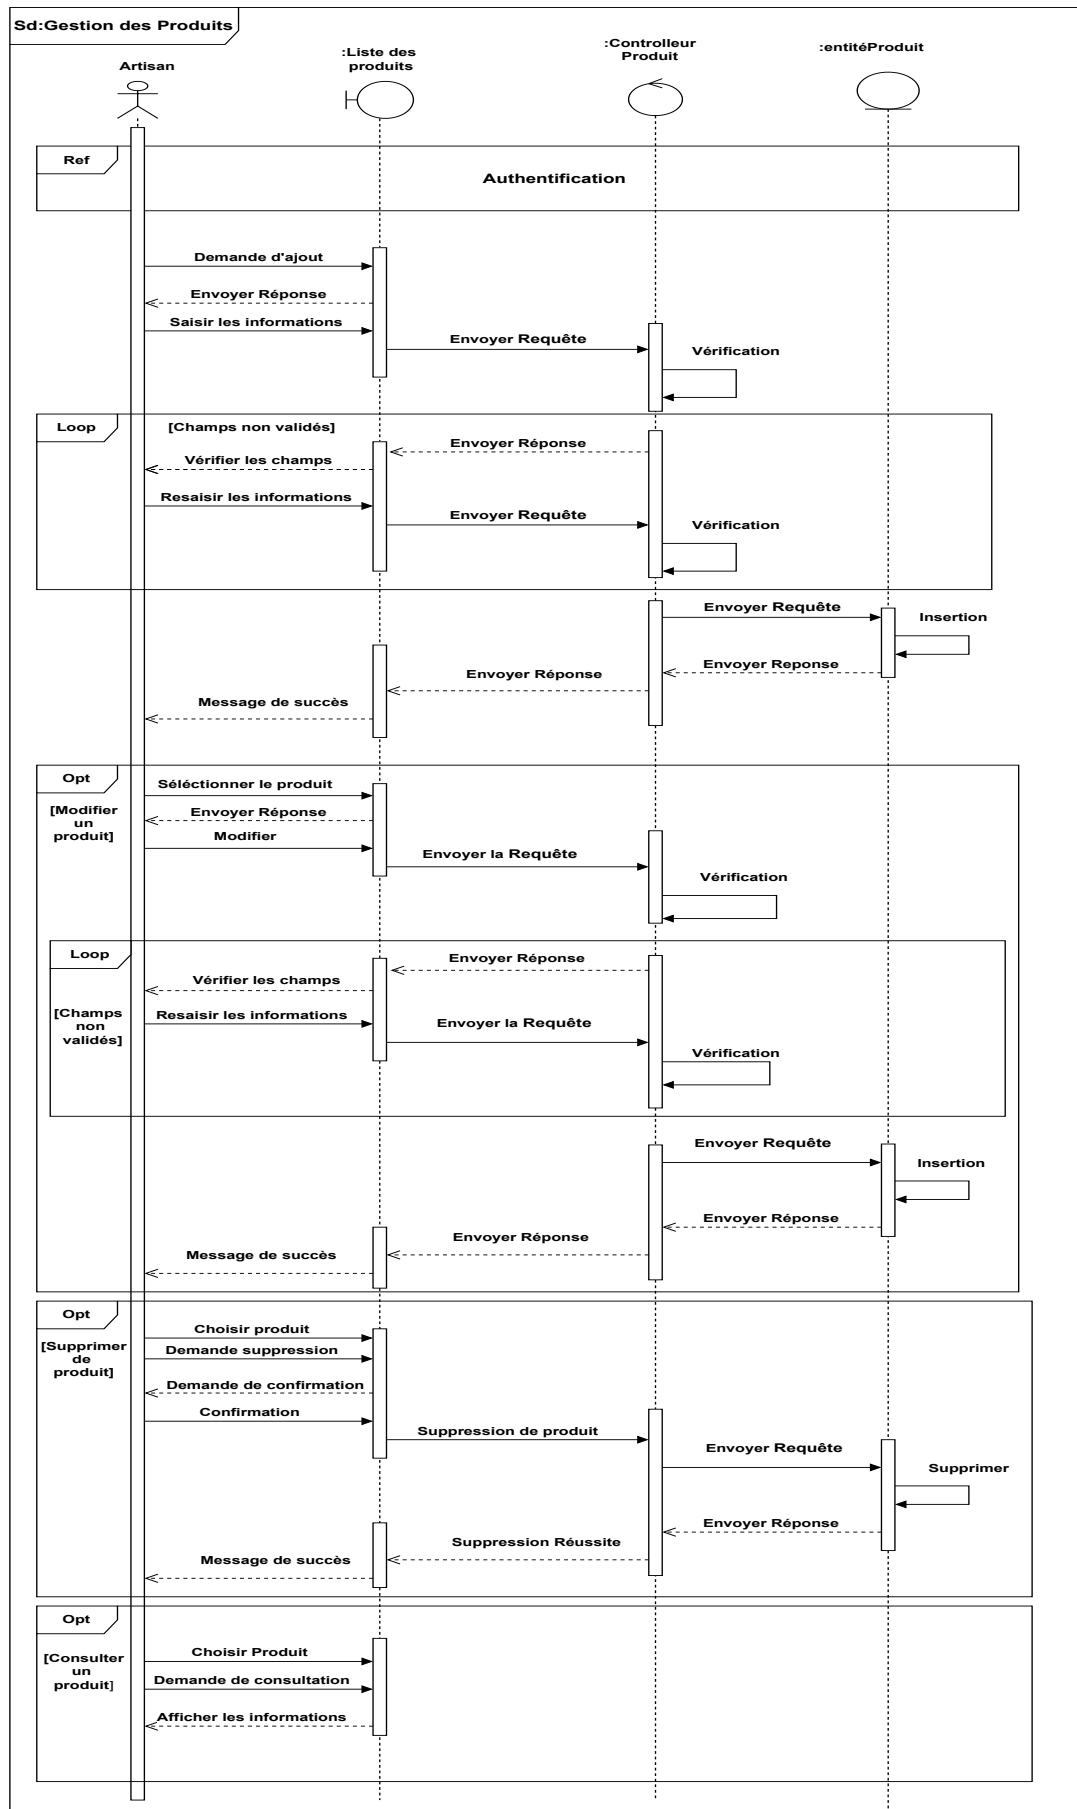 Sd:Gestion des Produits
Artisan
:Liste des
produits
:Controlleur
Produit
:entitéProduit
Ref
Authentification
Demande d'ajout
Envoyer Réponse
Saisir les informations
Envoyer Requête
Vérification
Loop
[Champs non validés]
Envoyer Réponse
Vérifier les champs
Resaisir les informations
Envoyer Requête
Vérification
Envoyer Requête
Insertion
Envoyer Reponse
Envoyer Réponse
Message de succès
Opt
[Modifier
un
produit]
Séléctionner le produit
Envoyer Réponse
Modifier
Envoyer la Requête
Vérification
Loop
[Champs
non
validés]
Envoyer Réponse
Vérifier les champs
Resaisir les informations
Envoyer la Requête
Vérification
Envoyer Requête
Insertion
Envoyer Réponse
Envoyer Réponse
Message de succès
Opt
[Supprimer
de
produit]
Choisir produit
Demande suppression
Demande de confirmation
Confirmation
Suppression de produit
Envoyer Requête
Supprimer
Envoyer Réponse
Suppression Réussite
Message de succès
Opt
[Consulter
un
produit]
Choisir Produit
Demande de consultation
Afficher les informations